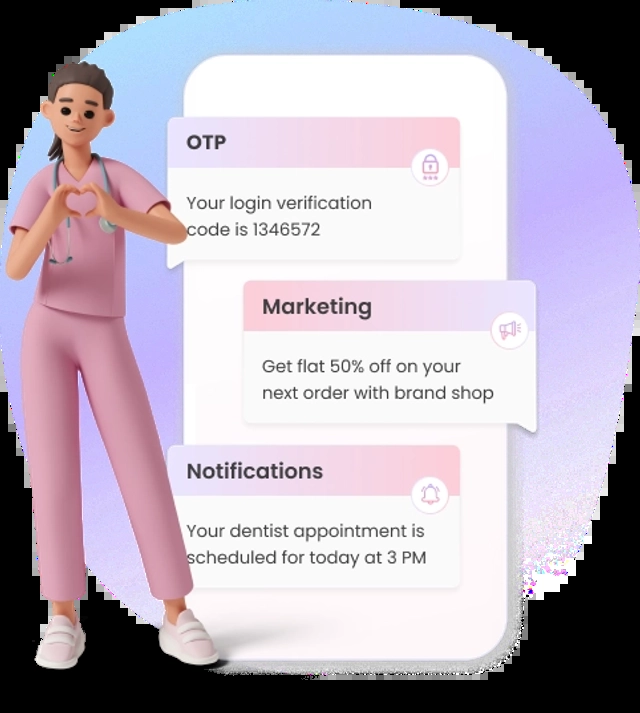 OTP
Your login verification
code is 1346572
Marketing
Get flat 50% off on your
next order with brand shop
Notifications
Your dentist appointment is
scheduled for today at 3 PM